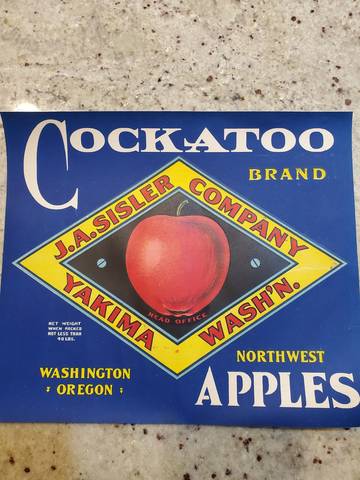 COCKATOO
BRAND
J.A. SISLER COMPANY
YAKIMA WASH'N.
HEAD OFFICE
NET WEIGHT
WHEN PACKED
NOT LESS THAN
40 LBS.
WASHINGTON
: OREGON :
NORTHWEST
APPLES